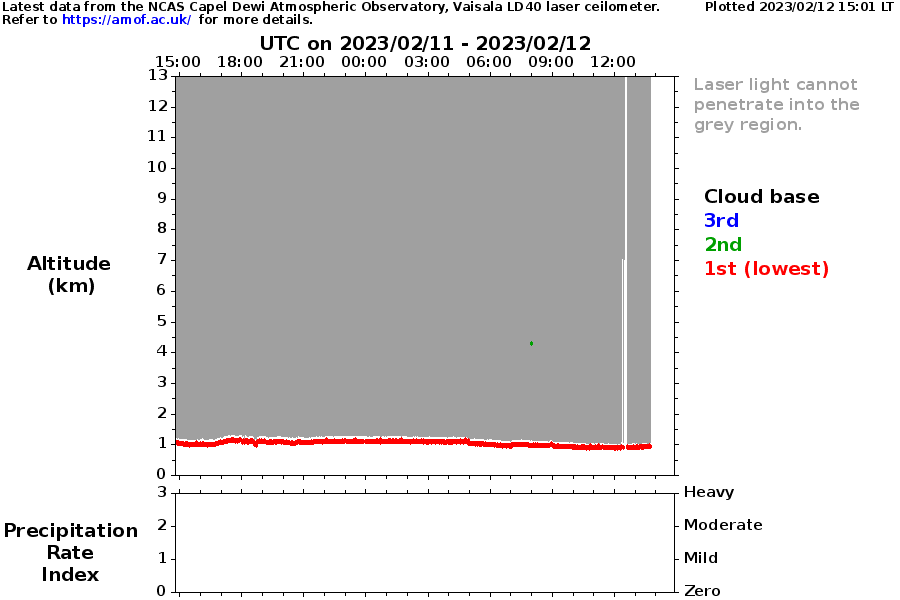 Latest data from the NCAS Capel Dewi Atmospheric Observatory, Vaisala LD40 laser ceilometer. Plotted 2023/02/12 15:01 LT
Refer to https://amof.ac.uk/ for more details.
UTC on 2023/02/11 - 2023/02/12
15:00 18:00 21:00 00:00 03:00 06:00 09:00 12:00
13
12
11
10
9
8
7
6
5
4
3
2
1
0
Altitude
(km)
Laser light cannot
penetrate into the
grey region.
Cloud base
3rd
2nd
1st (lowest)
3 Heavy
2 Moderate
1 Mild
0 Zero
Precipitation
Rate
Index